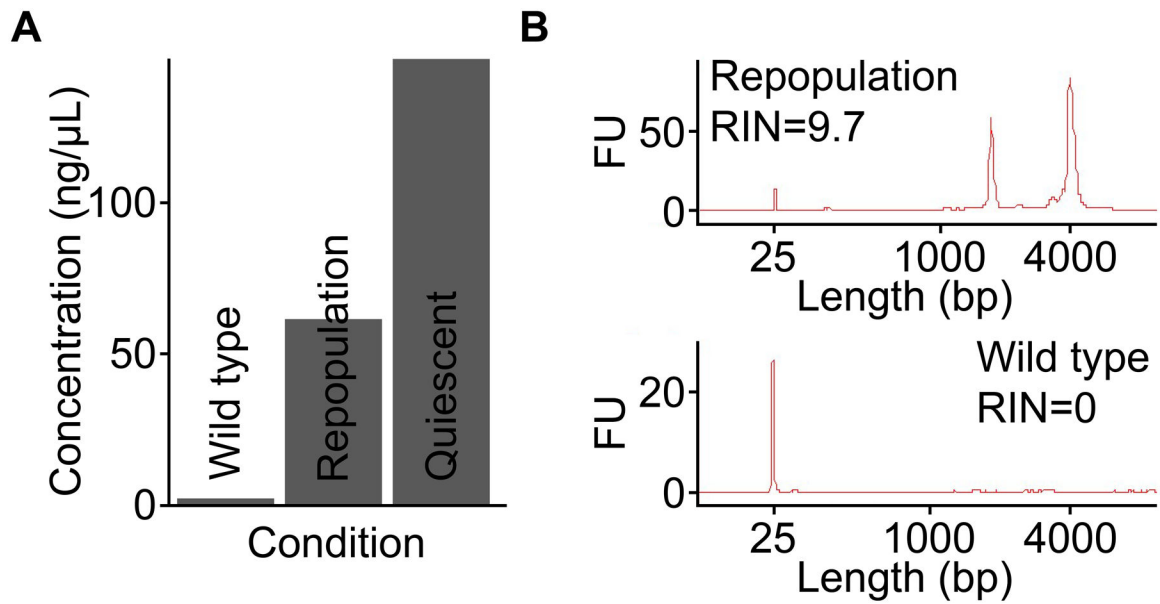 A
Concentration (ng/µL)
100
50
0
Wild type
Repopulation
Quiescent
Condition
B
Repopulation
RIN=9.7
FU
50
0
25
1000
4000
Length (bp)
Wild type
RIN=0
FU
20
0
25
1000
4000
Length (bp)